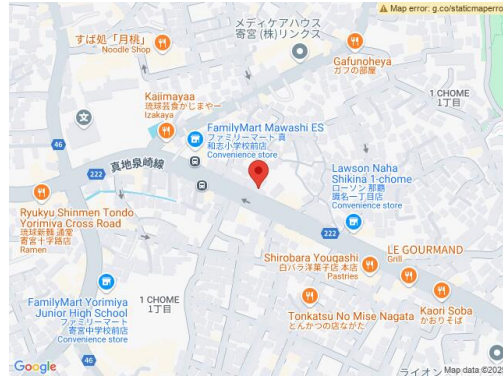 Map error: g.co/staticmaperro
メディケアハウス
寄宮 (株)リンクス
すば処「月桃」
Noodle Shop
Gafunoheya
ガフの部屋
Kajimayaa
琉球芸食かじまやー
Izakaya
1 CHOME
1丁目
FamilyMart Mawashi ES
ファミリーマート 真
和志小学校前店
Convenience store
46
222
真地泉崎線
Lawson Naha
Shikina 1-chome
ローソン 那覇
識名一丁目店
Convenience store
Ryukyu Shinmen Tondo
Yorimiya Cross Road
琉球新麺 通堂
寄宮十字路店
Ramen
222
LE GOURMAND
Grill
Shirobara Yougashi
白バラ洋菓子店 本店
Pastries
FamilyMart Yorimiya
Junior High School
ファミリーマート
寄宮中学校前店
Convenience store
1 CHOME
1丁目
Tonkatsu No Mise Nagata
とんかつの店ながた
Kaori Soba
かおりそば
46
ライオン
Google
Map data ©202